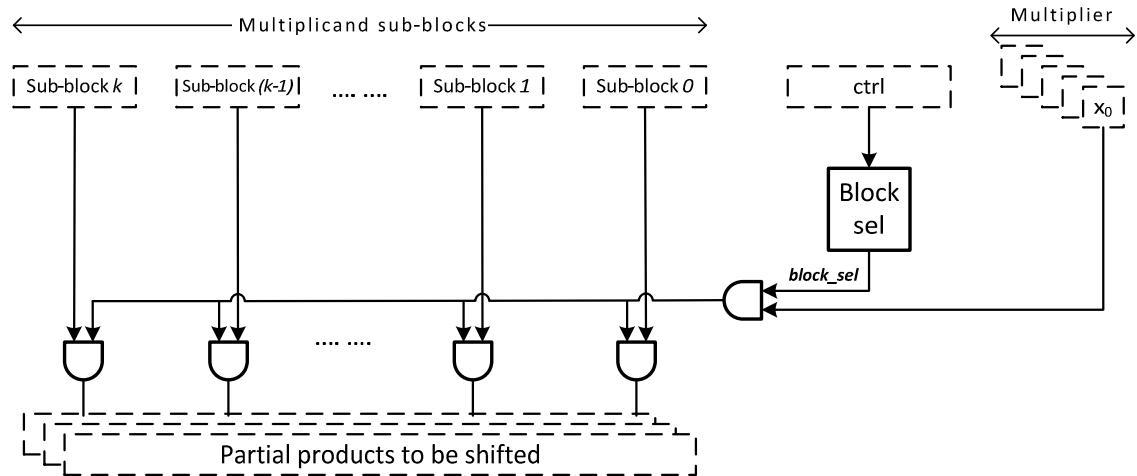 Multiplicand sub-blocks
Multiplier
Sub-block k
Sub-block (k-1)
.... ....
Sub-block 1
Sub-block 0
ctrl
x₀
Block
sel
block_sel
.... ....
Partial products to be shifted